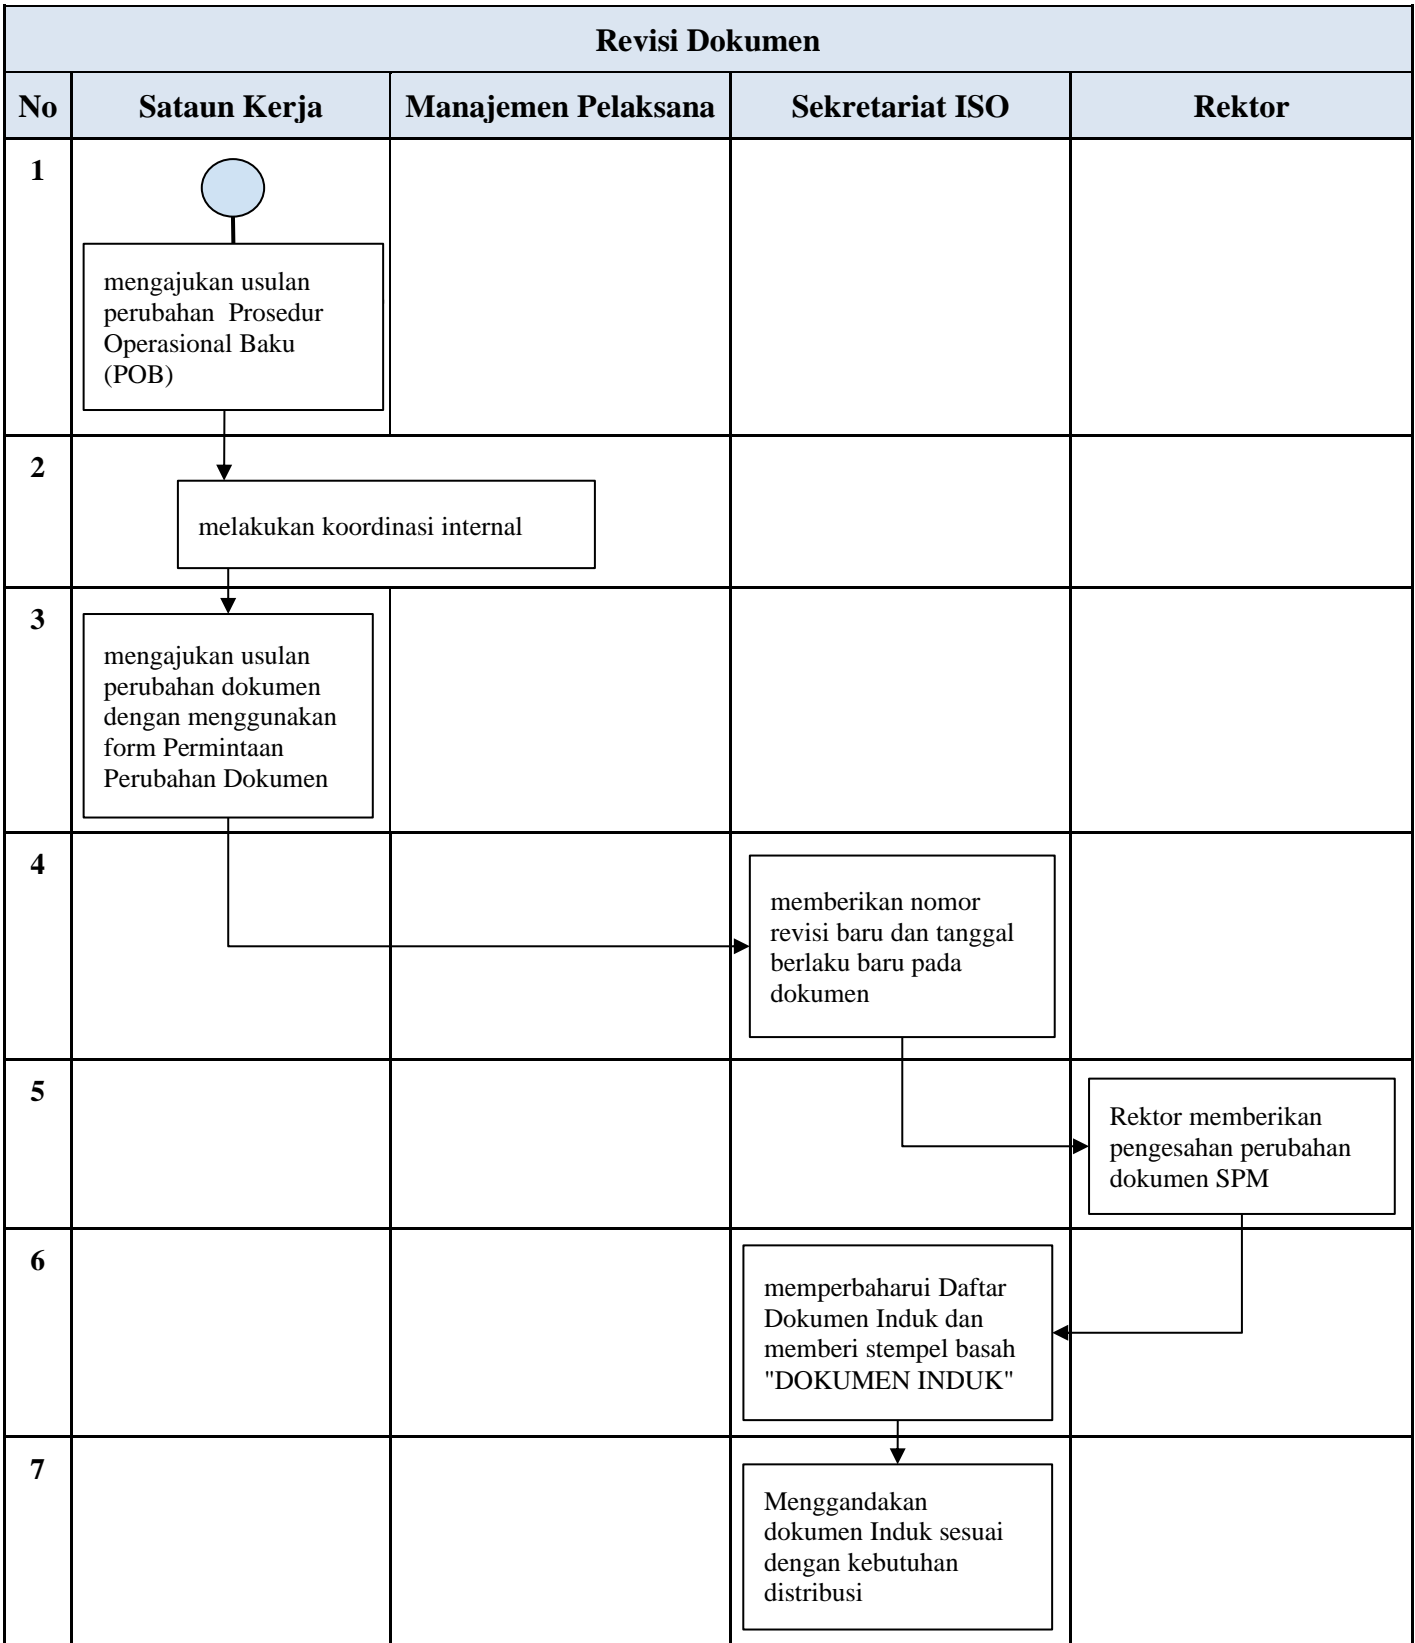 Revisi Dokumen
No Sataun Kerja Manajemen Pelaksana Sekretariat ISO Rektor
1
mengajukan usulan
perubahan  Prosedur
Operasional Baku
(POB)
2
melakukan koordinasi internal
3
mengajukan usulan
perubahan dokumen
dengan menggunakan
form Permintaan
Perubahan Dokumen
4
memberikan nomor
revisi baru dan tanggal
berlaku baru pada
dokumen
5
Rektor memberikan
pengesahan perubahan
dokumen SPM
6
memperbaharui Daftar
Dokumen Induk dan
memberi stempel basah
"DOKUMEN INDUK"
7
Menggandakan
dokumen Induk sesuai
dengan kebutuhan
distribusi